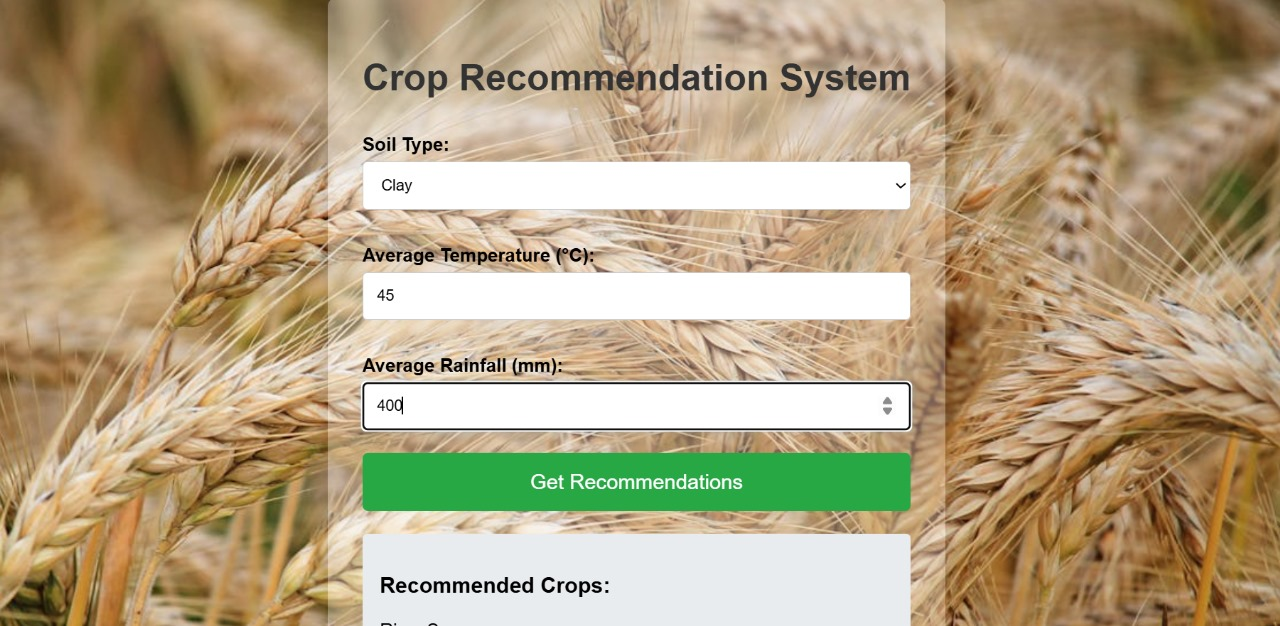 Crop Recommendation System
Soil Type:
Clay
Average Temperature (°C):
45
Average Rainfall (mm):
400
Get Recommendations
Recommended Crops: